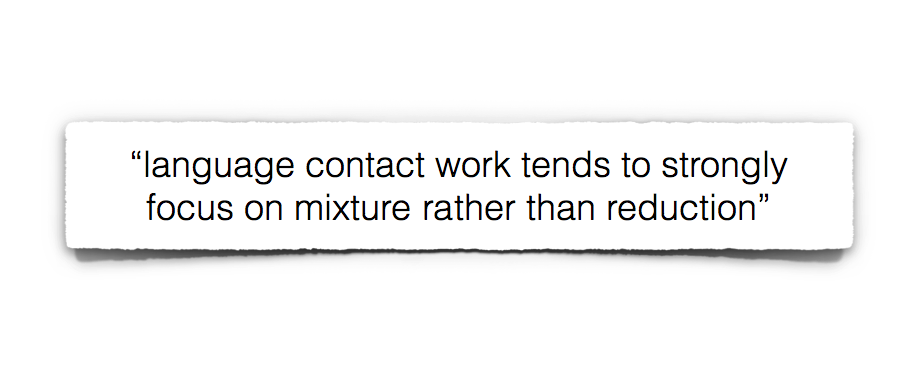 “language contact work tends to strongly
focus on mixture rather than reduction”